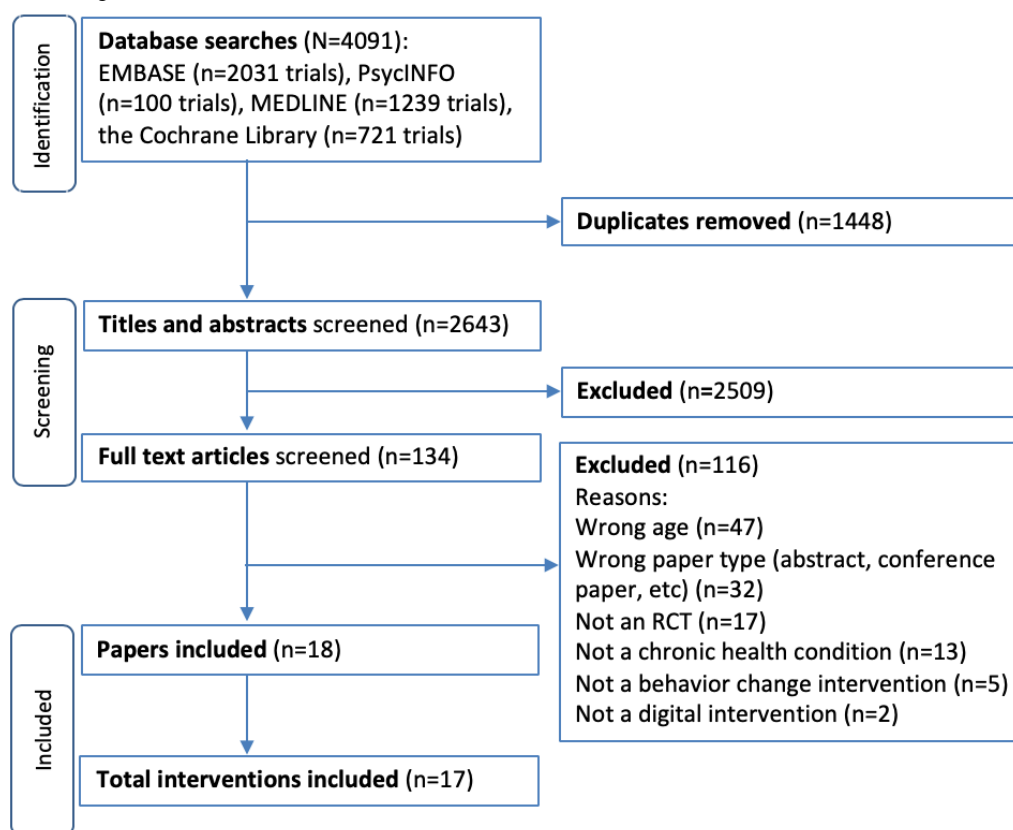 Identification
Database searches (N=4091):
EMBASE (n=2031 trials), PsycINFO
(n=100 trials), MEDLINE (n=1239 trials),
the Cochrane Library (n=721 trials)
Duplicates removed (n=1448)
Screening
Titles and abstracts screened (n=2643)
Excluded (n=2509)
Full text articles screened (n=134)
Excluded (n=116)
Reasons:
Wrong age (n=47)
Wrong paper type (abstract, conference
paper, etc) (n=32)
Not an RCT (n=17)
Not a chronic health condition (n=13)
Not a behavior change intervention (n=5)
Not a digital intervention (n=2)
Included
Papers included (n=18)
Total interventions included (n=17)